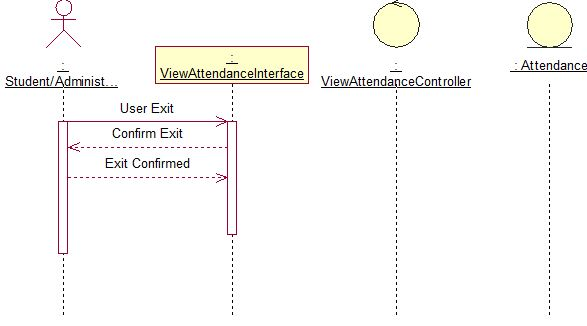 :
Student/Administ...
:
ViewAttendanceInterface
:
ViewAttendanceController
: Attendance
User Exit
Confirm Exit
Exit Confirmed